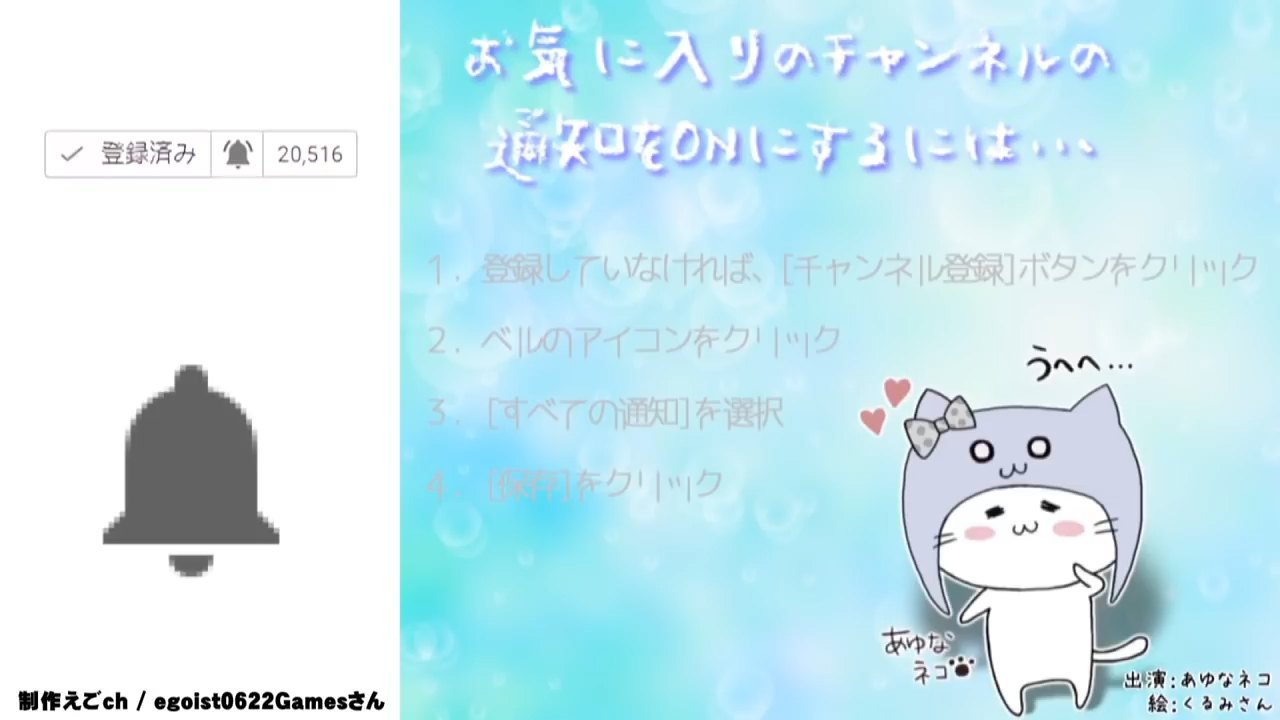 お気に入りのチャンネルの
通知をONにするには・・・
登録済み 20,516
1. 登録していなければ、[チャンネル登録]ボタンをクリック
2. ベルのアイコンをクリック
3. [すべての通知]を選択
4. [保存]をクリック
うへへ…
あゆな
ネコ
出演:あゆなネコ
絵:くるみさん
制作えごch / egoist0622Gamesさん